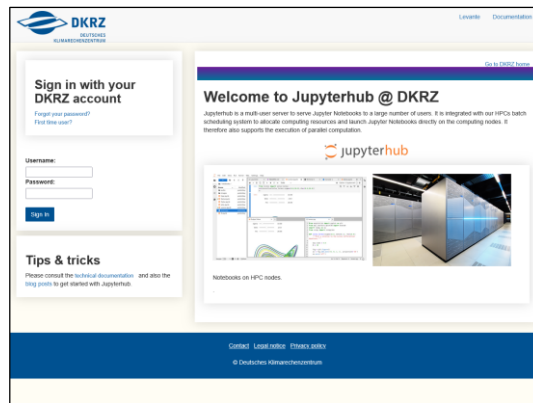 DKRZ
DEUTSCHES
KLIMARECHENZENTRUM
Levante Documentation
Sign in with your
DKRZ account
Forgot your password?
First time user?
Username:
Password:
Sign in
Tips & tricks
Please consult the technical documentation and also the
blog posts to get started with Jupyterhub.
Go to DKRZ home
Welcome to Jupyterhub @ DKRZ
Jupyterhub is a multi-user server to serve Jupyter Notebooks to a large number of users. It is integrated with our HPCs batch
scheduling system to allocate computing resources and launch Jupyter Notebooks directly on the computing nodes. It
therefore also supports the execution of parallel computation.
jupyterhub
Notebooks on HPC nodes.
.
Contact Legal notice Privacy policy
© Deutsches Klimarechenzentrum